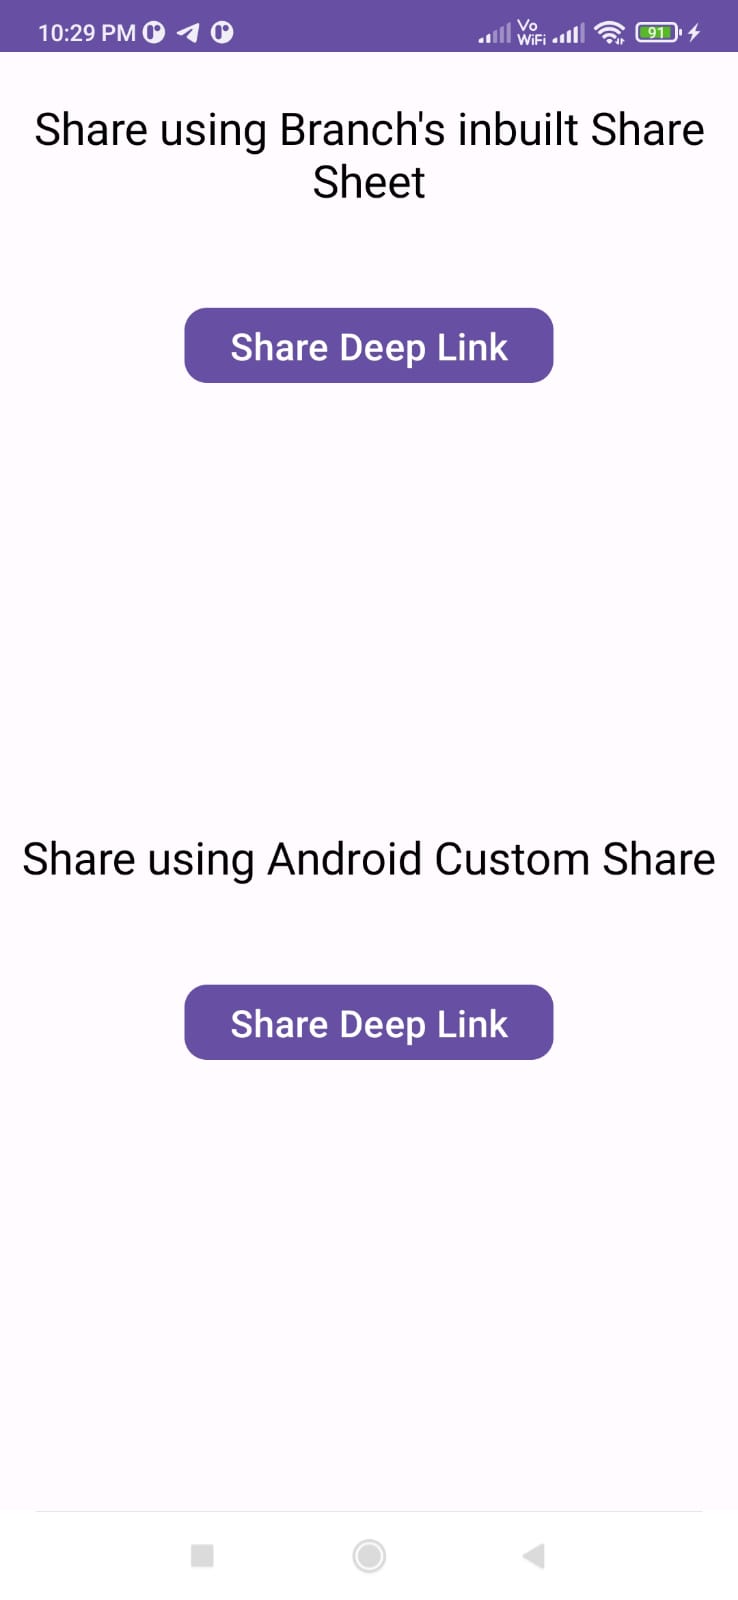 10:29 PM
Vo
WiFi
91
Share using Branch's inbuilt Share
Sheet
Share Deep Link
Share using Android Custom Share
Share Deep Link